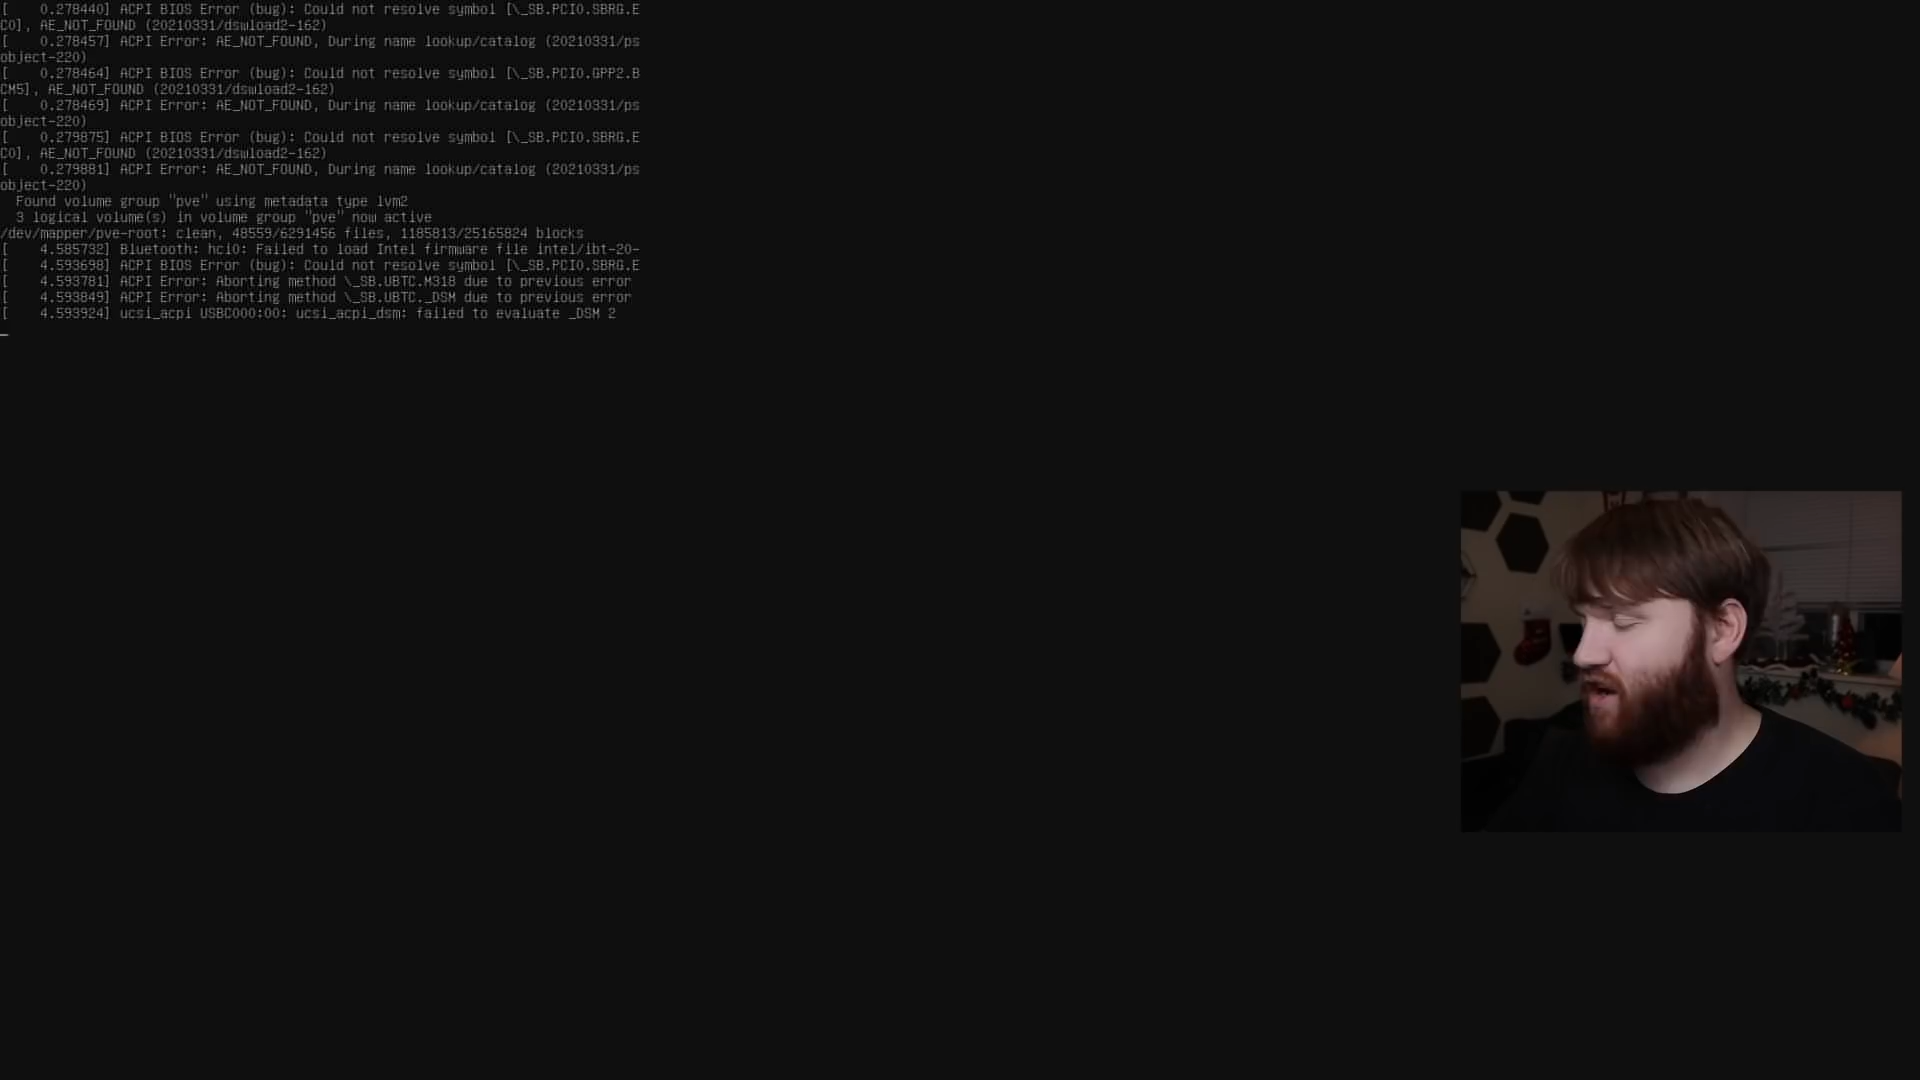 [    0.278440] ACPI BIOS Error (bug): Could not resolve symbol [\_SB.PCI0.SBRG.E
C0], AE_NOT_FOUND (20210331/dswload2-162)
[    0.278457] ACPI Error: AE_NOT_FOUND, During name lookup/catalog (20210331/ps
object-220)
[    0.278464] ACPI BIOS Error (bug): Could not resolve symbol [\_SB.PCI0.GPP2.B
CM5], AE_NOT_FOUND (20210331/dswload2-162)
[    0.278469] ACPI Error: AE_NOT_FOUND, During name lookup/catalog (20210331/ps
object-220)
[    0.279875] ACPI BIOS Error (bug): Could not resolve symbol [\_SB.PCI0.SBRG.E
C0], AE_NOT_FOUND (20210331/dswload2-162)
[    0.279881] ACPI Error: AE_NOT_FOUND, During name lookup/catalog (20210331/ps
object-220)
  Found volume group "pve" using metadata type lvm2
  3 logical volume(s) in volume group "pve" now active
/dev/mapper/pve-root: clean, 48559/6291456 files, 1185813/25165824 blocks
[    4.585732] Bluetooth: hci0: Failed to load Intel firmware file intel/ibt-20-
[    4.593698] ACPI BIOS Error (bug): Could not resolve symbol [\_SB.PCI0.SBRG.E
[    4.593781] ACPI Error: Aborting method \_SB.UBTC.M318 due to previous error
[    4.593849] ACPI Error: Aborting method \_SB.UBTC._DSM due to previous error
[    4.593924] ucsi_acpi USBC000:00: ucsi_acpi_dsm: failed to evaluate _DSM 2